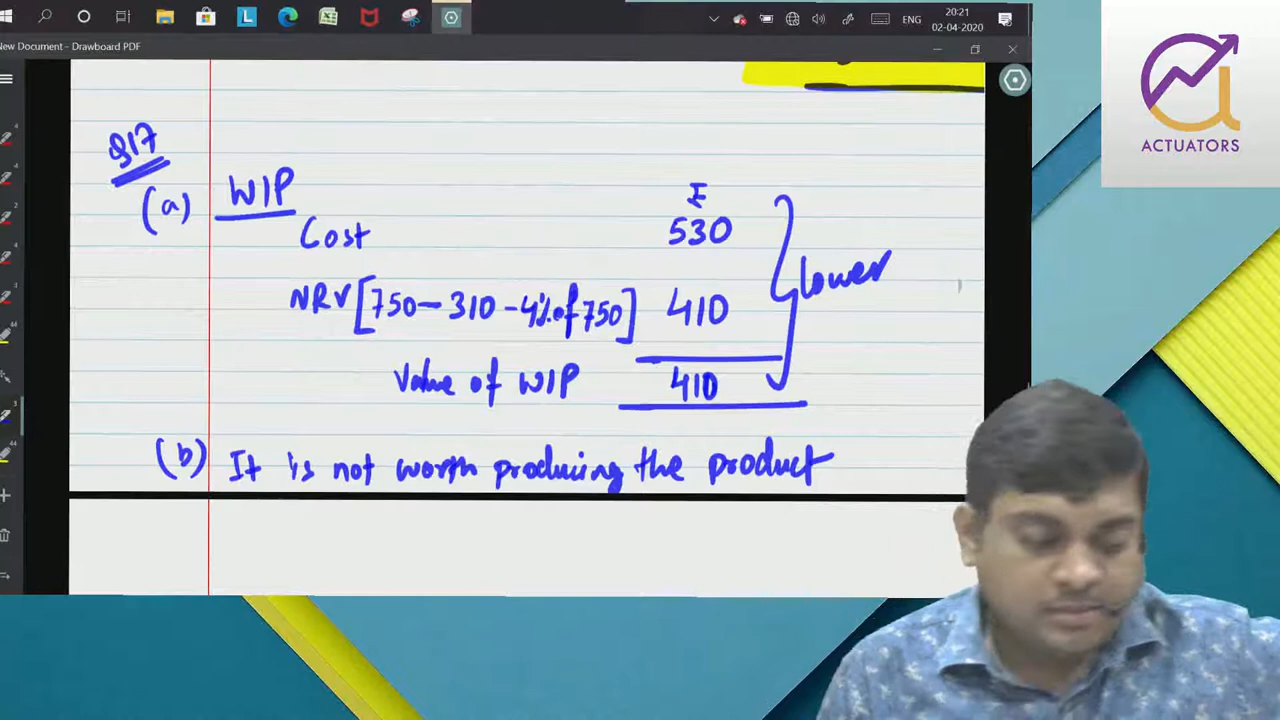 ENG
20:21
02-04-2020
New Document - Drawboard PDF
ACTUATORS
Q17
(a) WIP
₹
Cost 530
NRV [750 - 310 - 4% of 750] 410
lower
Value of WIP 410
(b) It is not worth producing the product